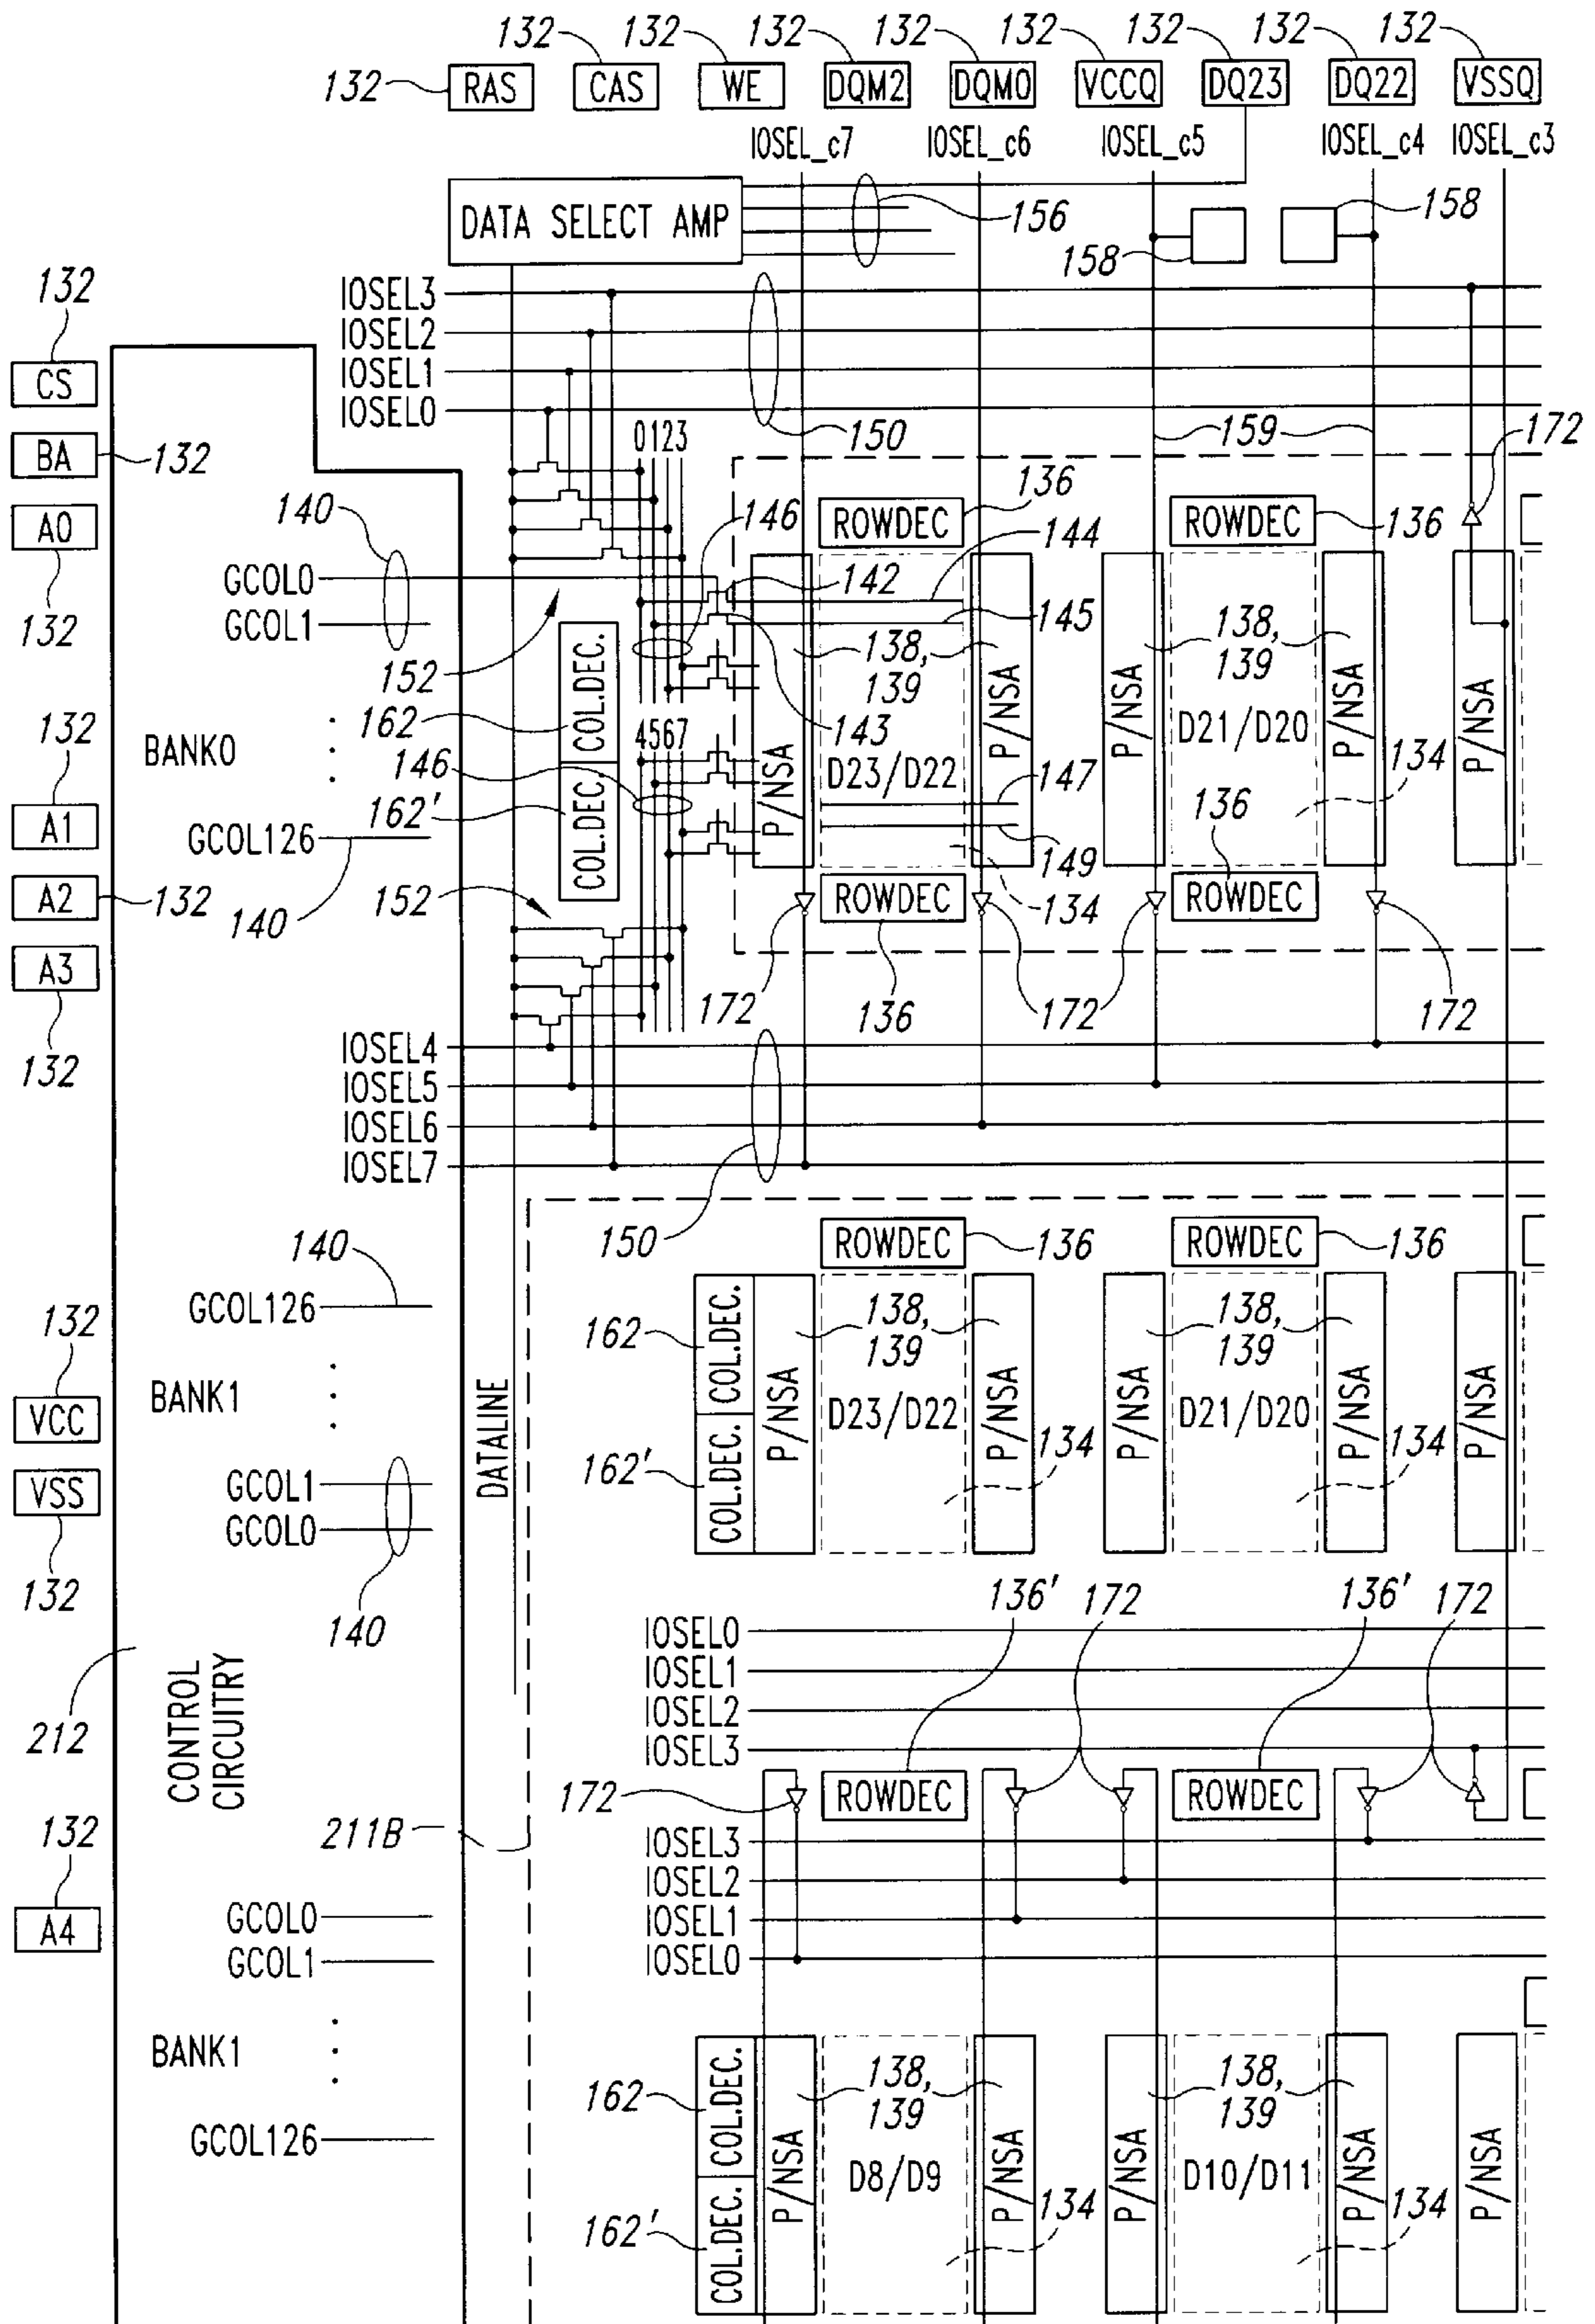 132 132 132 132 132 132 132 132
132 RAS CAS WE DQM2 DQM0 VCCQ DQ23 DQ22 VSSQ
IOSEL_c7 IOSEL_c6 IOSEL_c5 IOSEL_c4 IOSEL_c3
DATA SELECT AMP 156 158 158
132 IOSEL3
IOSEL2
CS IOSEL1
IOSEL0 150 159 172
BA 132 0123
A0 140 146 ROWDEC 136 144 ROWDEC 136
132 GCOL0 142
GCOL1 145
152 138, 138,
139 139
162 COL.DEC. 143 P/NSA P/NSA P/NSA P/NSA P/NSA
132 BANK0 4567 D23/D22 D21/D20
146 147 134
A1 162' COL.DEC. 136
GCOL126 149
A2 132 140 152 ROWDEC 134 ROWDEC
A3
132 172 136 172 172
IOSEL4
IOSEL5
IOSEL6
IOSEL7
140 150 ROWDEC 136 ROWDEC 136
132 GCOL126 162 COL.DEC. 138, 138,
139 139
VCC BANK1 DATALINE P/NSA D23/D22 P/NSA P/NSA D21/D20 P/NSA P/NSA
VSS GCOL1 162' COL.DEC. 134 134
GCOL0
132 140 136' 172 136' 172
IOSEL0
IOSEL1
IOSEL2
212 CONTROL
CIRCUITRY IOSEL3
172 ROWDEC ROWDEC
132 211B IOSEL3
IOSEL2
A4 GCOL0 IOSEL1
GCOL1 IOSEL0
BANK1 162 COL.DEC. 138, 138,
139 139
GCOL126 P/NSA D8/D9 P/NSA P/NSA D10/D11 P/NSA P/NSA
162' COL.DEC. 134 134